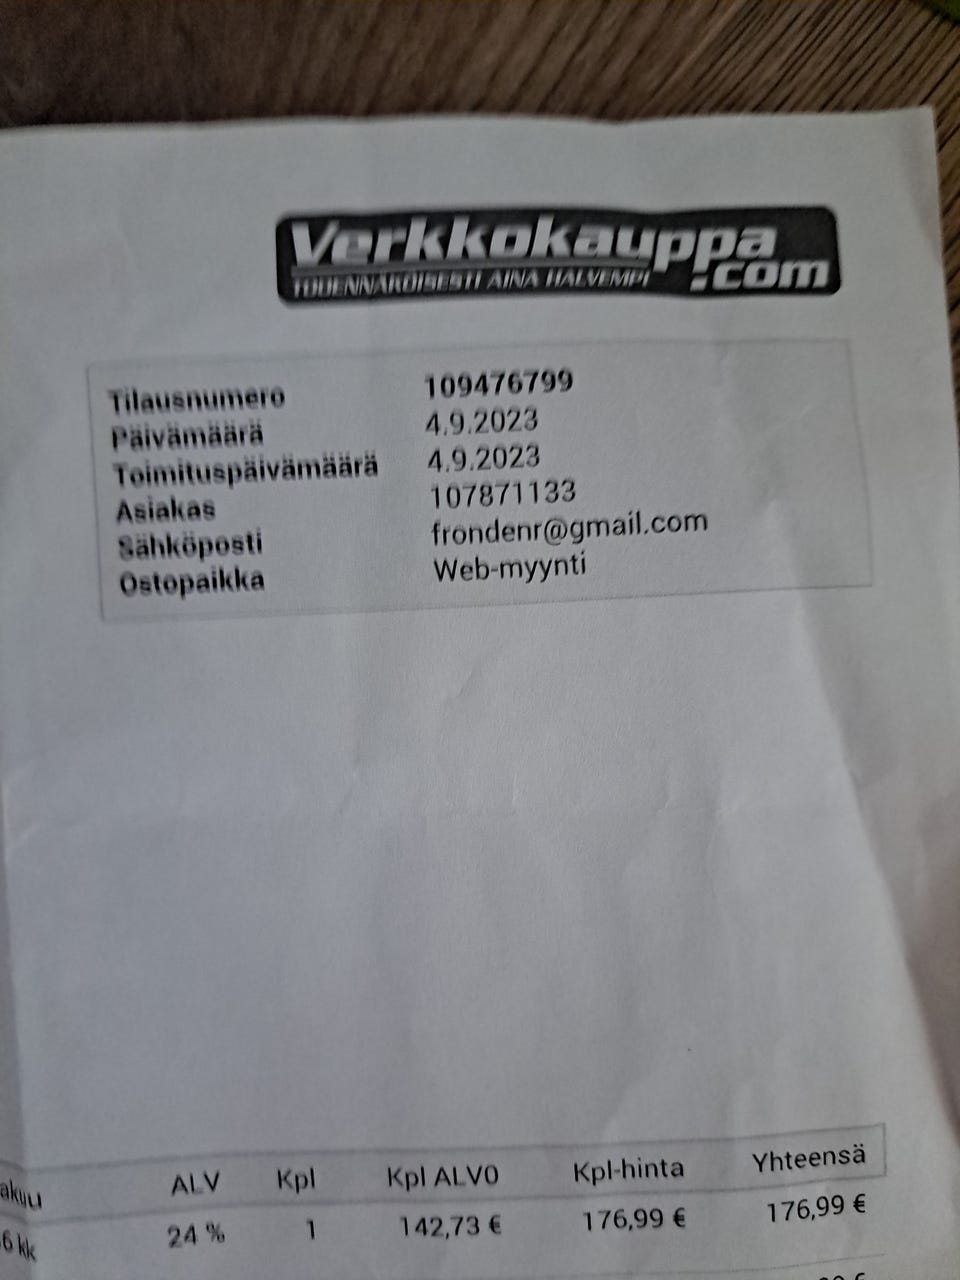 Verkkokauppa
.com
TODENNÄKÖISESTI AINA HALVEMPI
Tilausnumero 109476799
Päivämäärä 4.9.2023
Toimituspäivämäärä 4.9.2023
Asiakas 107871133
Sähköposti frondenr@gmail.com
Ostopaikka Web-myynti
akuu ALV Kpl Kpl ALV0 Kpl-hinta Yhteensä
6 kk 24 % 1 142,73 € 176,99 € 176,99 €